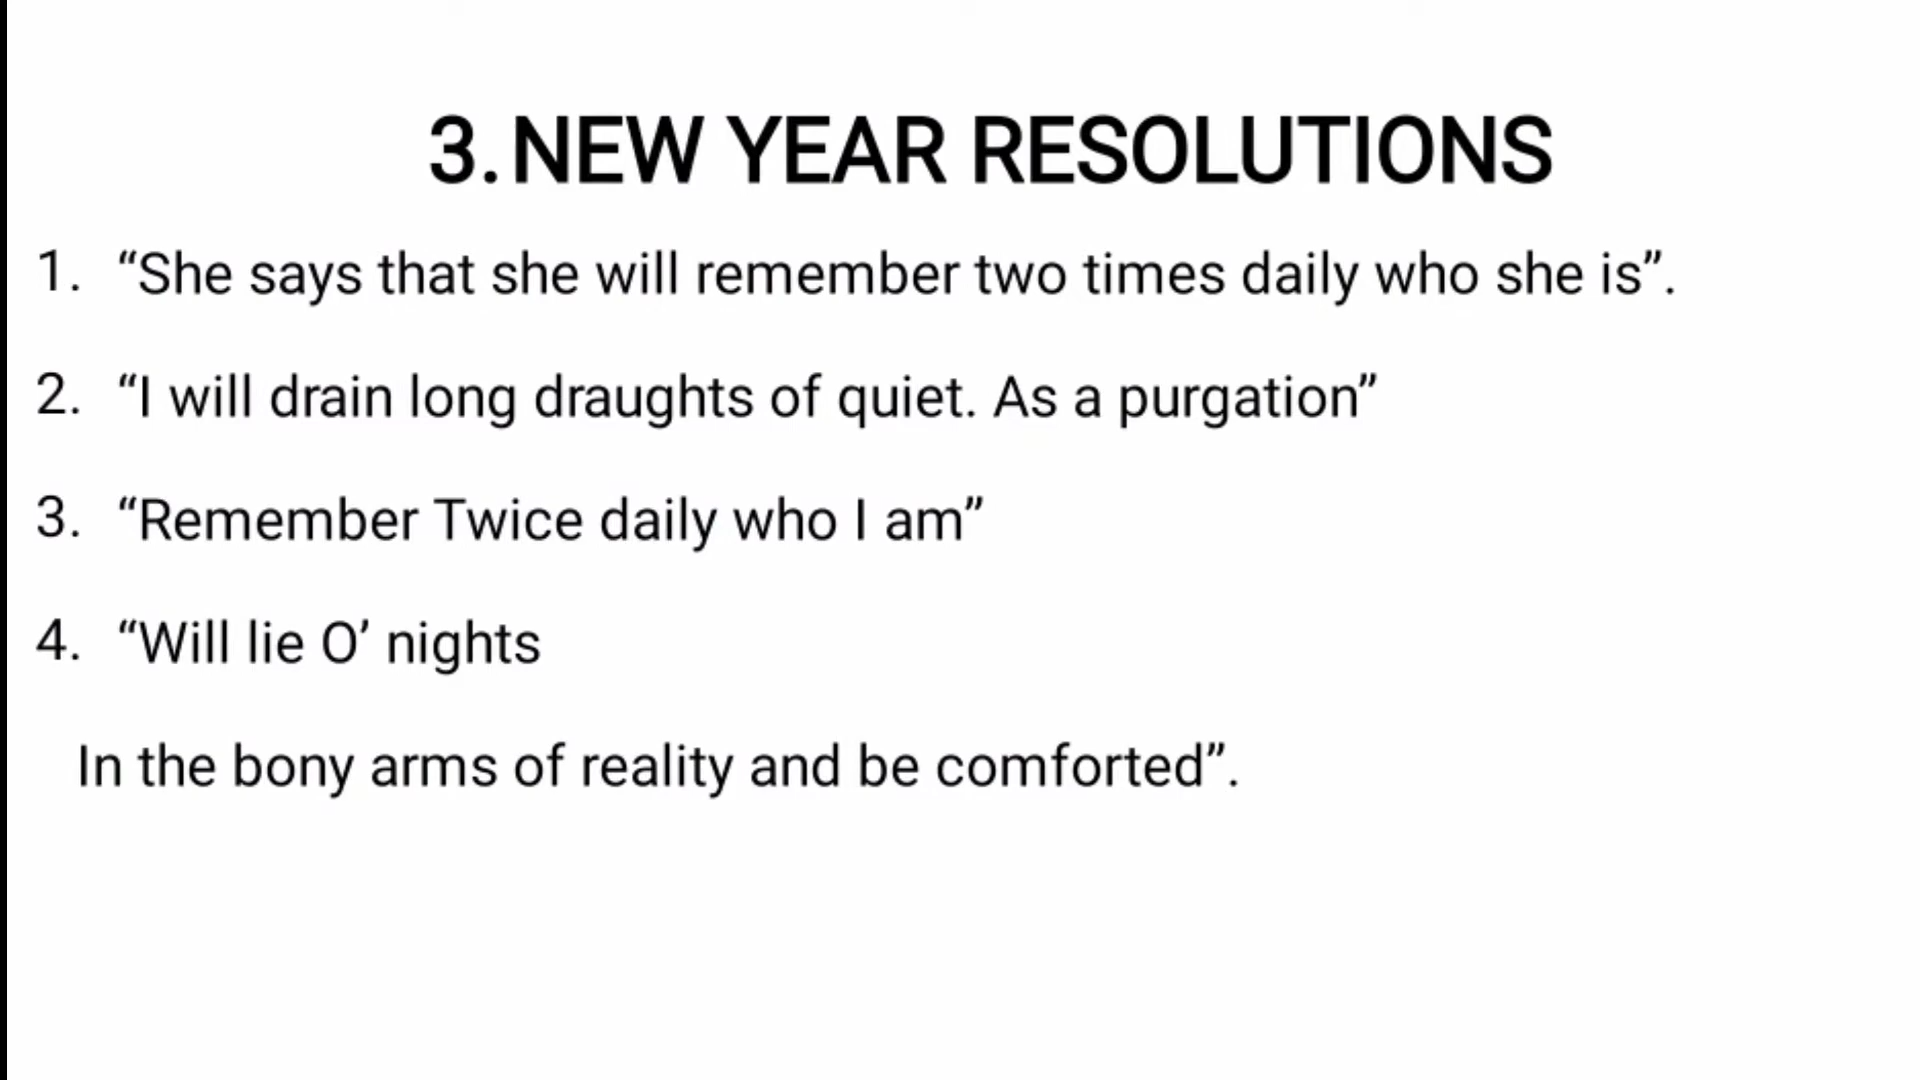 3. NEW YEAR RESOLUTIONS
1. “She says that she will remember two times daily who she is”.
2. “I will drain long draughts of quiet. As a purgation”
3. “Remember Twice daily who I am”
4. “Will lie O’ nights
In the bony arms of reality and be comforted”.